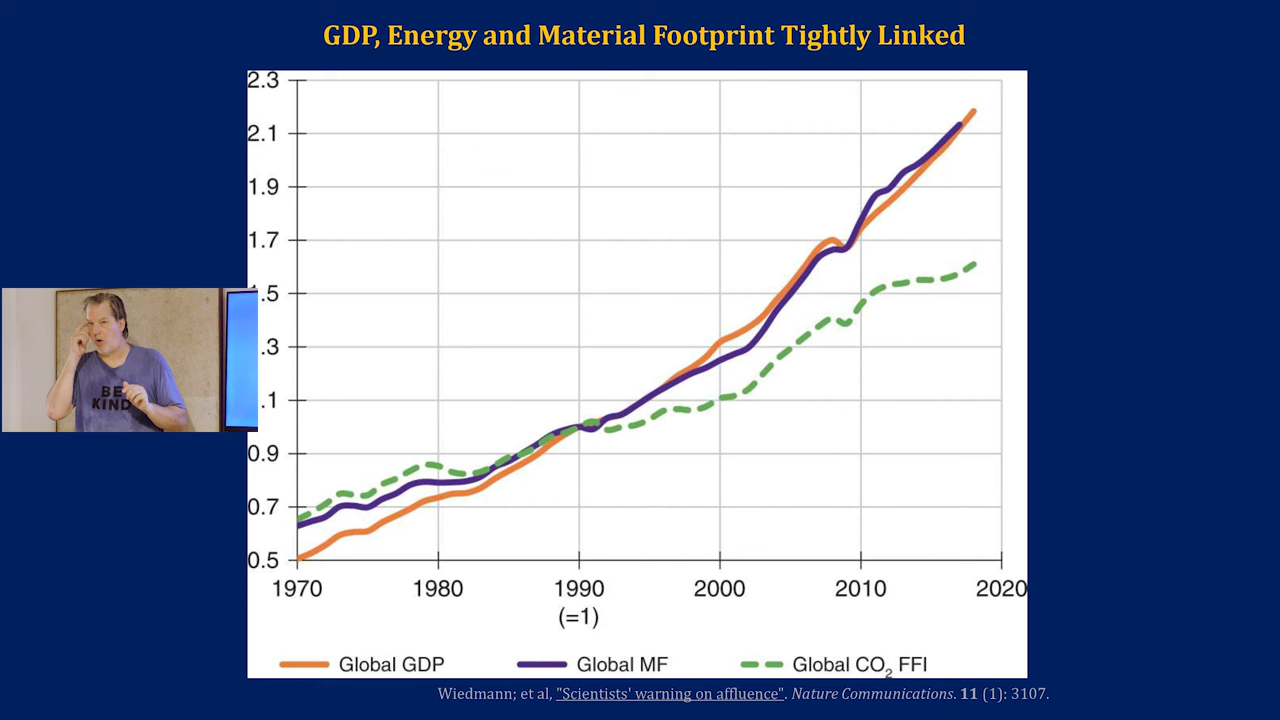 GDP, Energy and Material Footprint Tightly Linked
2.3
2.1
1.9
1.7
.5
.3
.1
0.9
0.7
0.5
1970 1980 1990 2000 2010 2020
(=1)
Global GDP Global MF Global CO₂ FFI
BE
KIND
Wiedmann; et al, "Scientists' warning on affluence". Nature Communications. 11 (1): 3107.